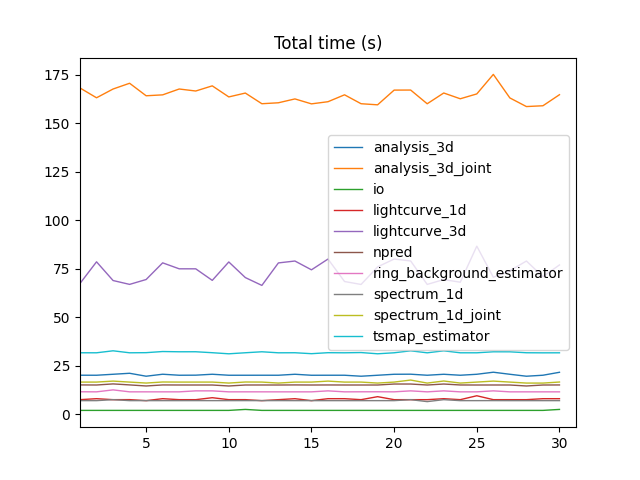 Total time (s)
175
150
125
100
75
50
25
0
analysis_3d
analysis_3d_joint
io
lightcurve_1d
lightcurve_3d
npred
ring_background_estimator
spectrum_1d
spectrum_1d_joint
tsmap_estimator
5 10 15 20 25 30